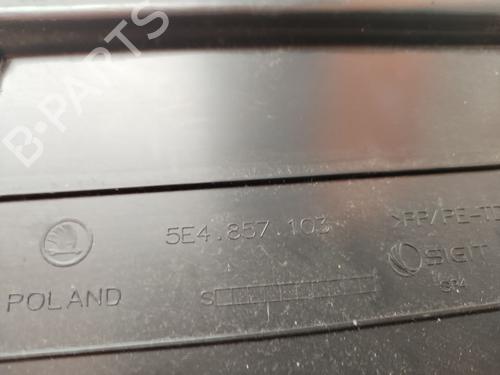 B-PARTS
5E4.857.103
>PP/PE-T
SIGIT
POLAND
S